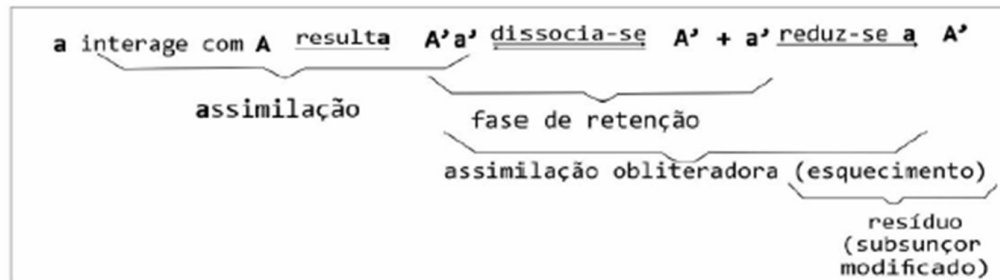 a interage com A resulta A’a’ dissocia-se A’ + a’ reduz-se a A’
assimilação
fase de retenção
assimilação obliteradora (esquecimento)
resíduo
(subsunçor
modificado)